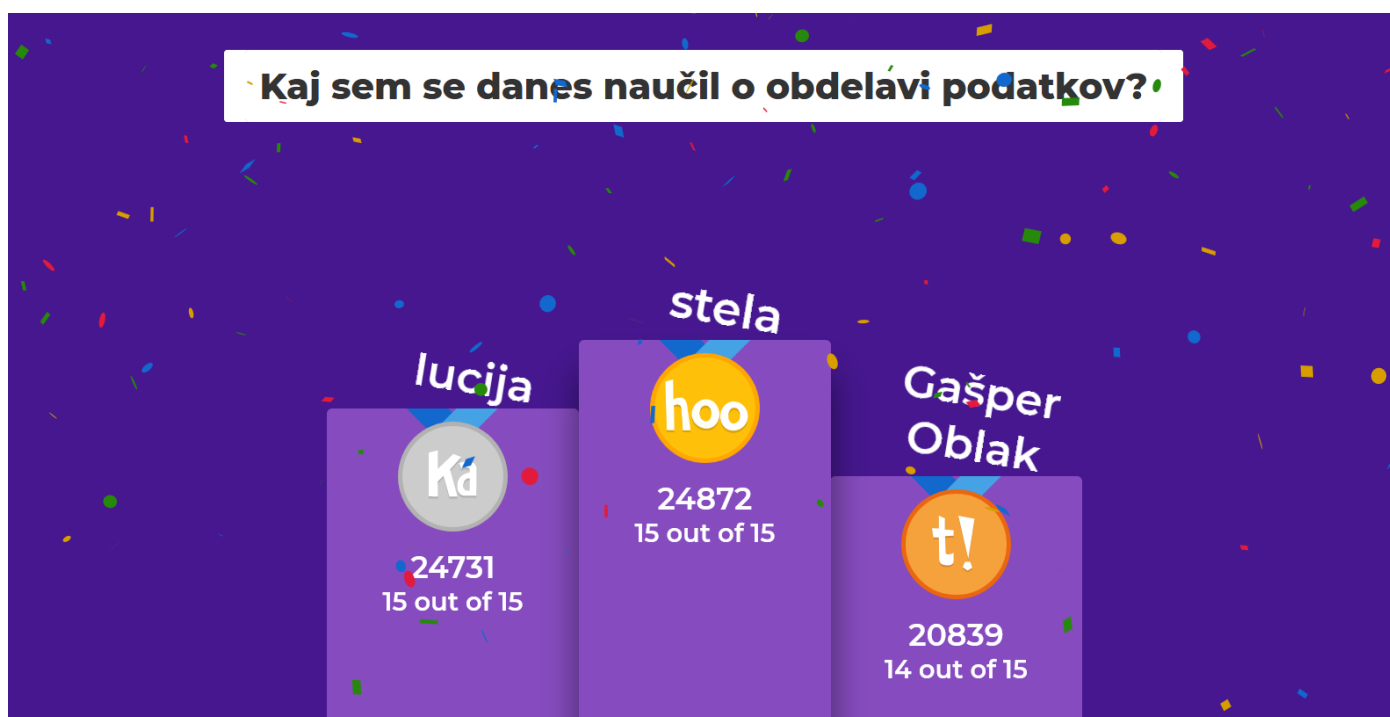 Kaj sem se danes naučil o obdelavi podatkov?
stela
hoo
24872
15 out of 15
lucija
Ka
24731
15 out of 15
Gašper
Oblak
t!
20839
14 out of 15